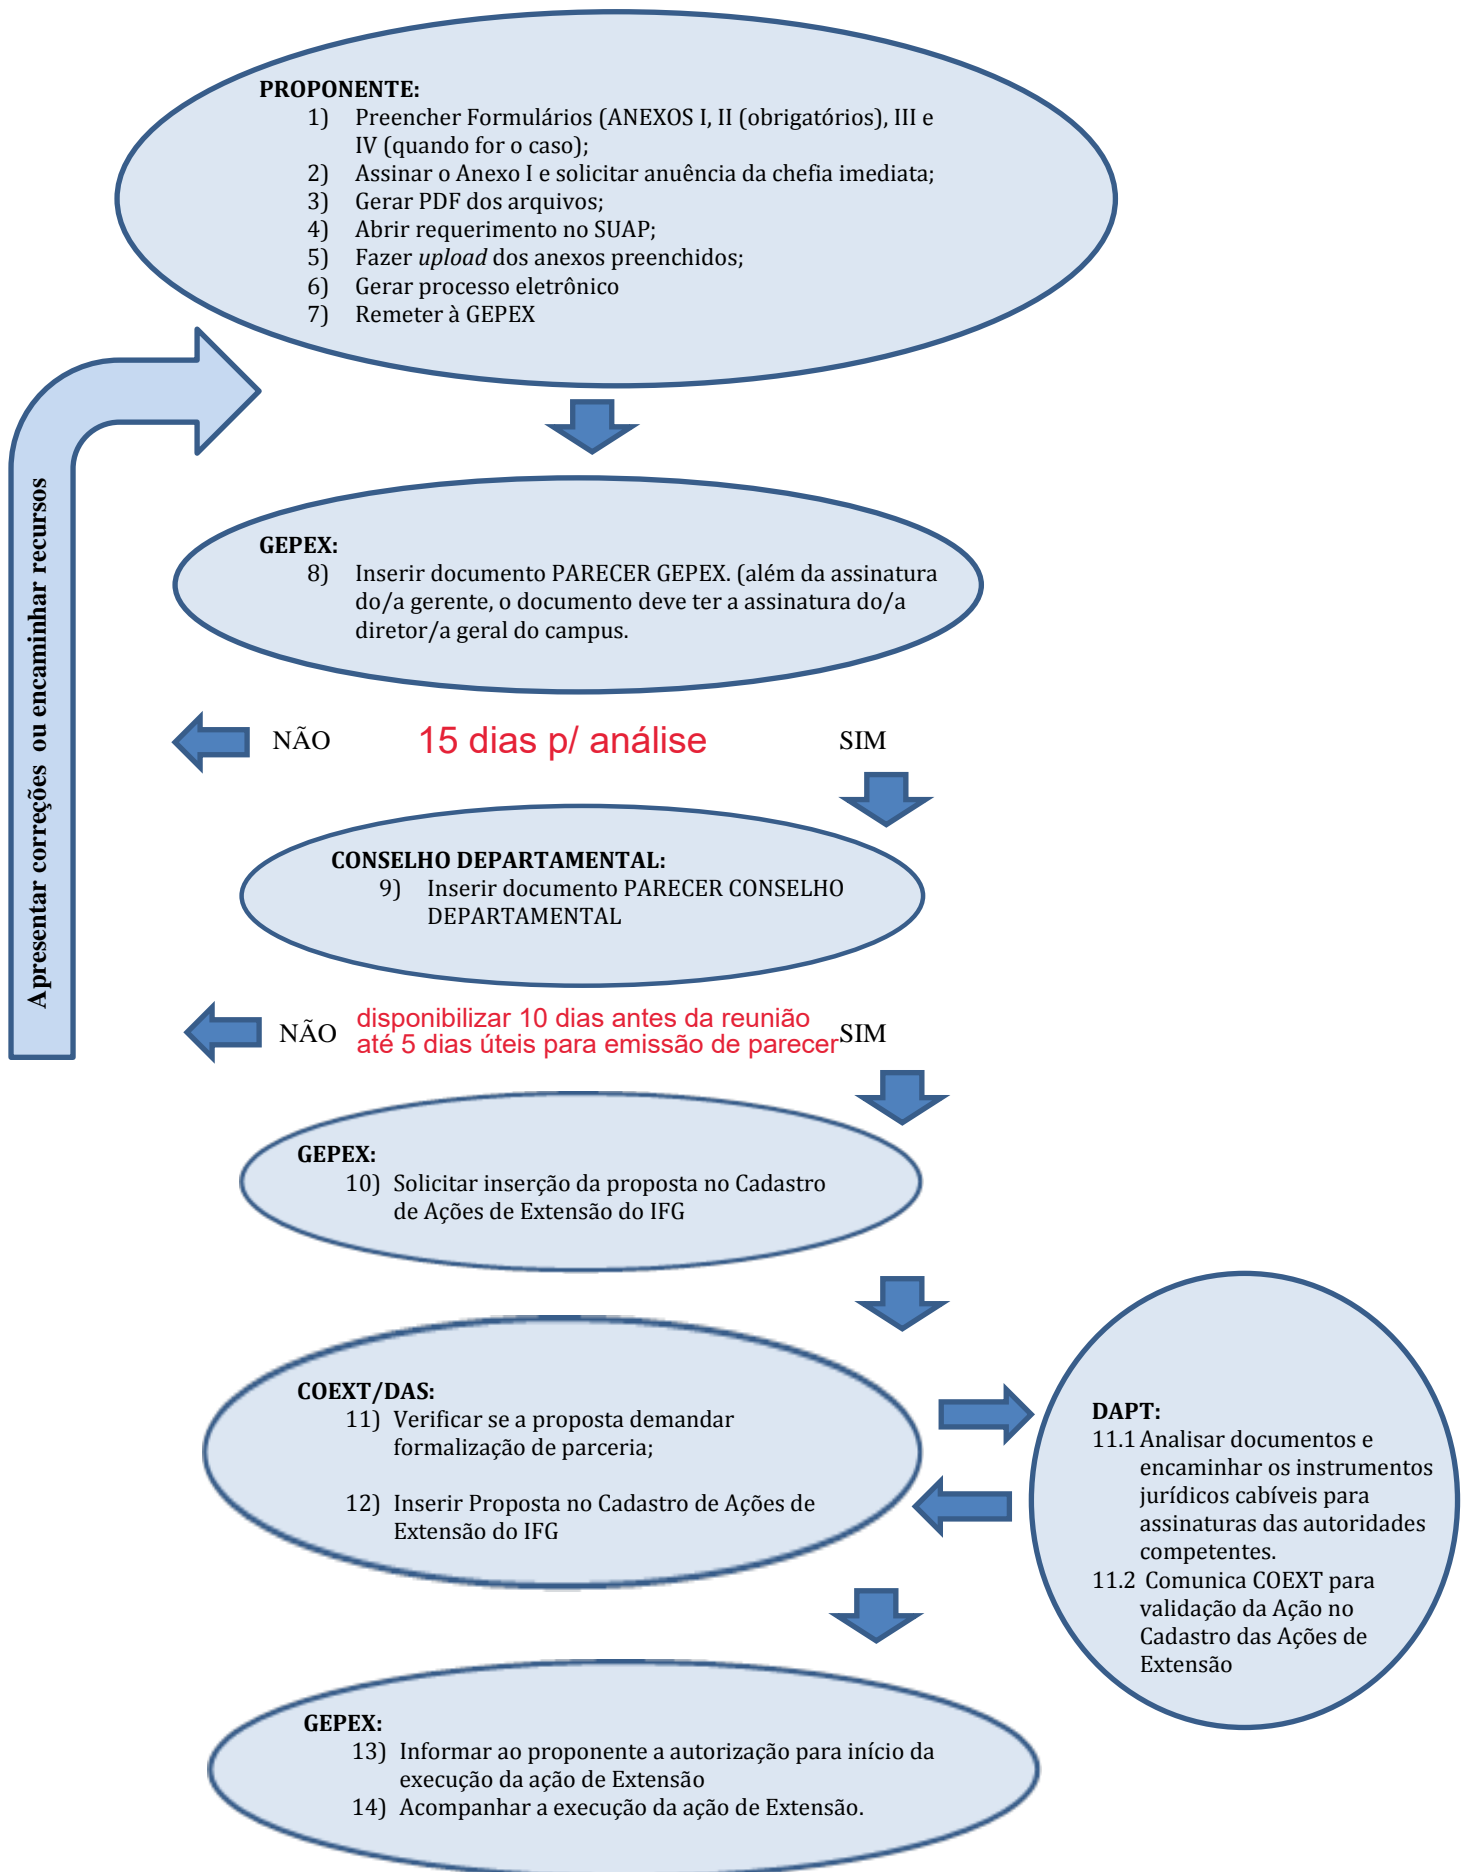 PROPONENTE:
1) Preencher Formulários (ANEXOS I, II (obrigatórios), III e
IV (quando for o caso);
2) Assinar o Anexo I e solicitar anuência da chefia imediata;
3) Gerar PDF dos arquivos;
4) Abrir requerimento no SUAP;
5) Fazer upload dos anexos preenchidos;
6) Gerar processo eletrônico
7) Remeter à GEPEX
Apresentar correções ou encaminhar recursos
GEPEX:
8) Inserir documento PARECER GEPEX. (além da assinatura
do/a gerente, o documento deve ter a assinatura do/a
diretor/a geral do campus.
NÃO 15 dias p/ análise SIM
CONSELHO DEPARTAMENTAL:
9) Inserir documento PARECER CONSELHO
DEPARTAMENTAL
disponibilizar 10 dias antes da reunião
NÃO até 5 dias úteis para emissão de parecer SIM
GEPEX:
10) Solicitar inserção da proposta no Cadastro
de Ações de Extensão do IFG
COEXT/DAS:
11) Verificar se a proposta demandar
formalização de parceria;
12) Inserir Proposta no Cadastro de Ações de
Extensão do IFG
DAPT:
11.1 Analisar documentos e
encaminhar os instrumentos
jurídicos cabíveis para
assinaturas das autoridades
competentes.
11.2 Comunica COEXT para
validação da Ação no
Cadastro das Ações de
Extensão
GEPEX:
13) Informar ao proponente a autorização para início da
execução da ação de Extensão
14) Acompanhar a execução da ação de Extensão.